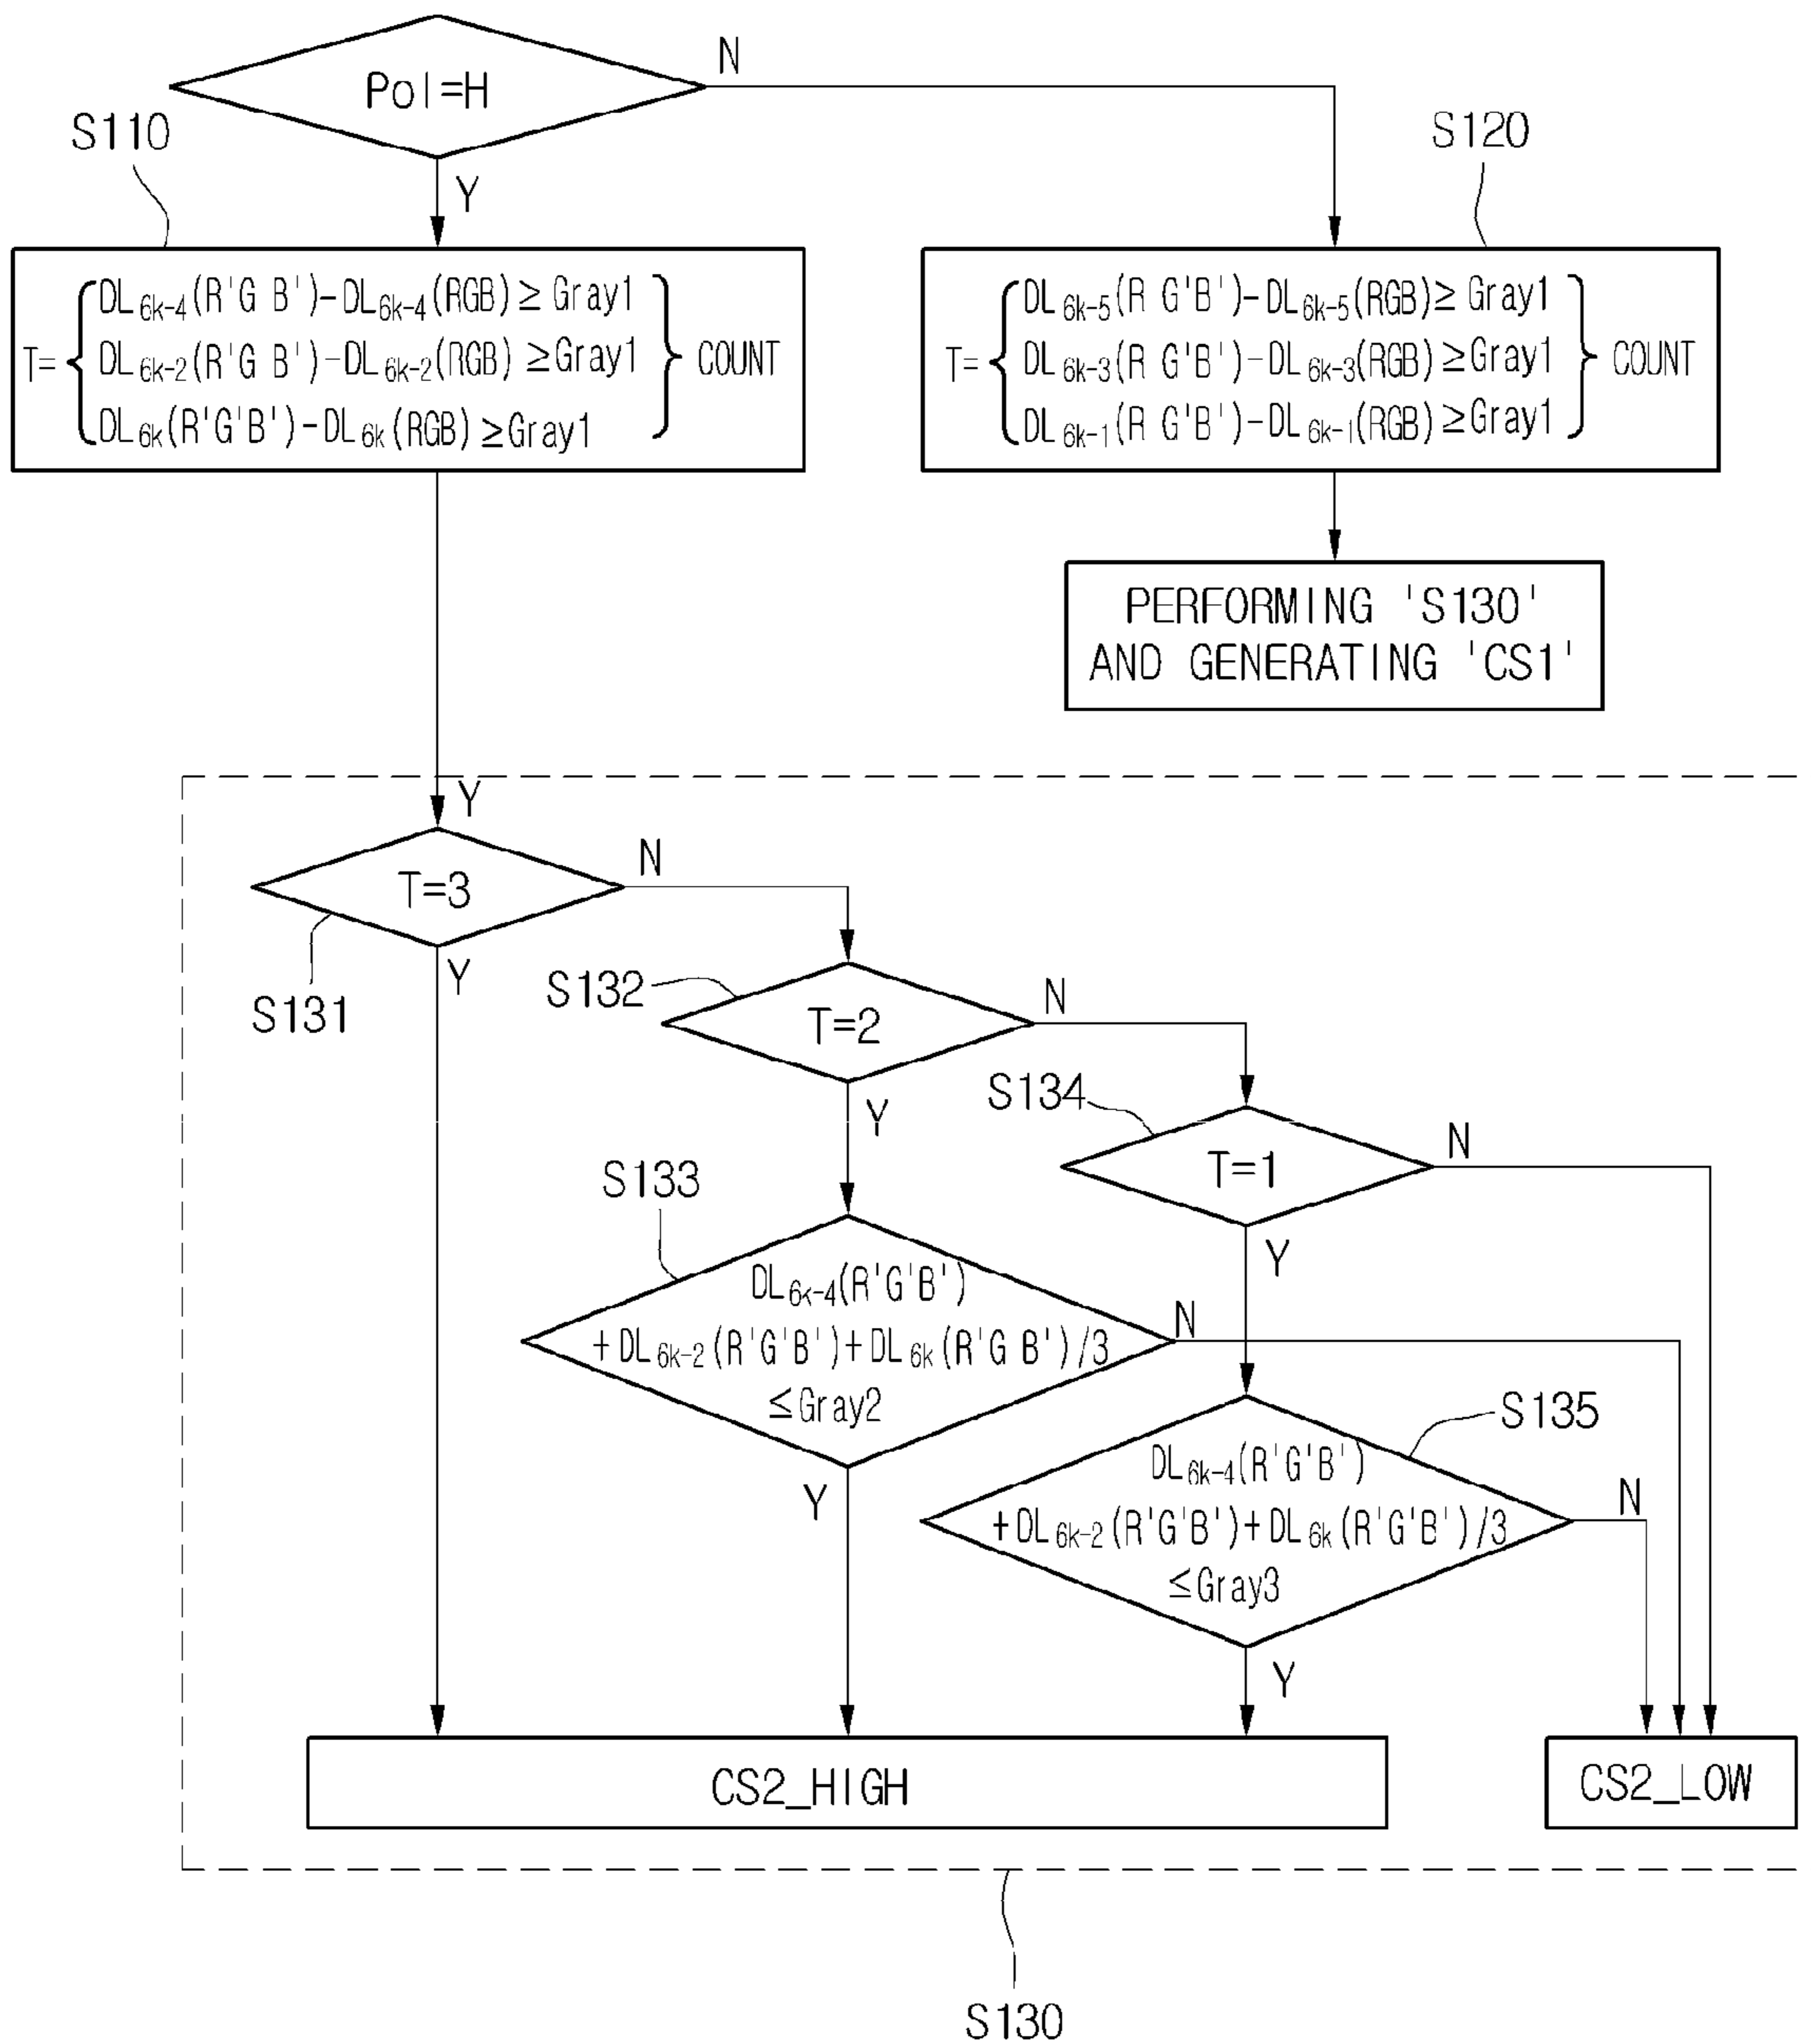 Pol=H
N
S110
S120
Y
T= { DL6k-4(R'G B')-DL6k-4(RGB) ≥ Gray1
DL6k-2(R'G B')-DL6k-2(RGB) ≥Gray1
DL6k(R'G'B')-DL6k(RGB) ≥Gray1 } COUNT
T= { DL6k-5(R G'B')-DL6k-5(RGB)≥ Gray1
DL6k-3(R G'B')-DL6k-3(RGB)≥Gray1
DL6k-1(R G'B')-DL6k-1(RGB)≥Gray1 } COUNT
PERFORMING 'S130'
AND GENERATING 'CS1'
Y
T=3
N
Y
S131
S132
T=2
N
Y
S134
T=1
N
Y
S133
DL6k-4(R'G'B')
+DL6k-2(R'G'B')+DL6k(R'G B')/3
≤Gray2
N
Y
S135
DL6k-4(R'G'B')
+DL6k-2(R'G'B')+DL6k(R'G'B')/3
≤Gray3
N
Y
CS2_HIGH
CS2_LOW
S130